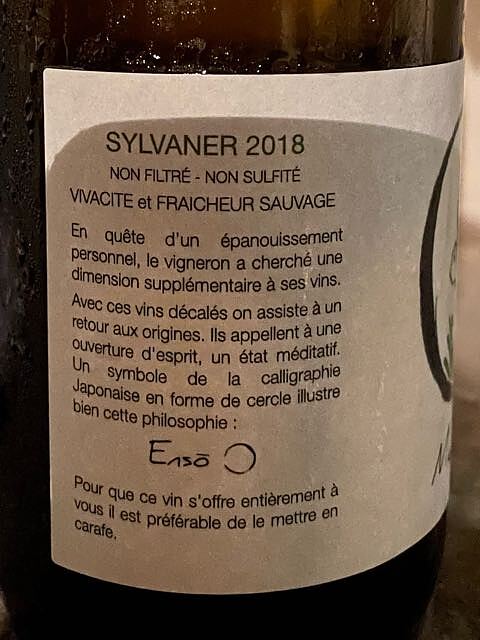 SYLVANER 2018
NON FILTRÉ - NON SULFITÉ
VIVACITE et FRAICHEUR SAUVAGE
En quête d'un épanouissement
personnel, le vigneron a cherché une
dimension supplémentaire à ses vins.
Avec ces vins décalés on assiste à un
retour aux origines. Ils appellent à une
ouverture d'esprit, un état méditatif.
Un symbole de la calligraphie
Japonaise en forme de cercle illustre
bien cette philosophie :
Ensō
Pour que ce vin s'offre entièrement à
vous il est préférable de le mettre en
carafe.